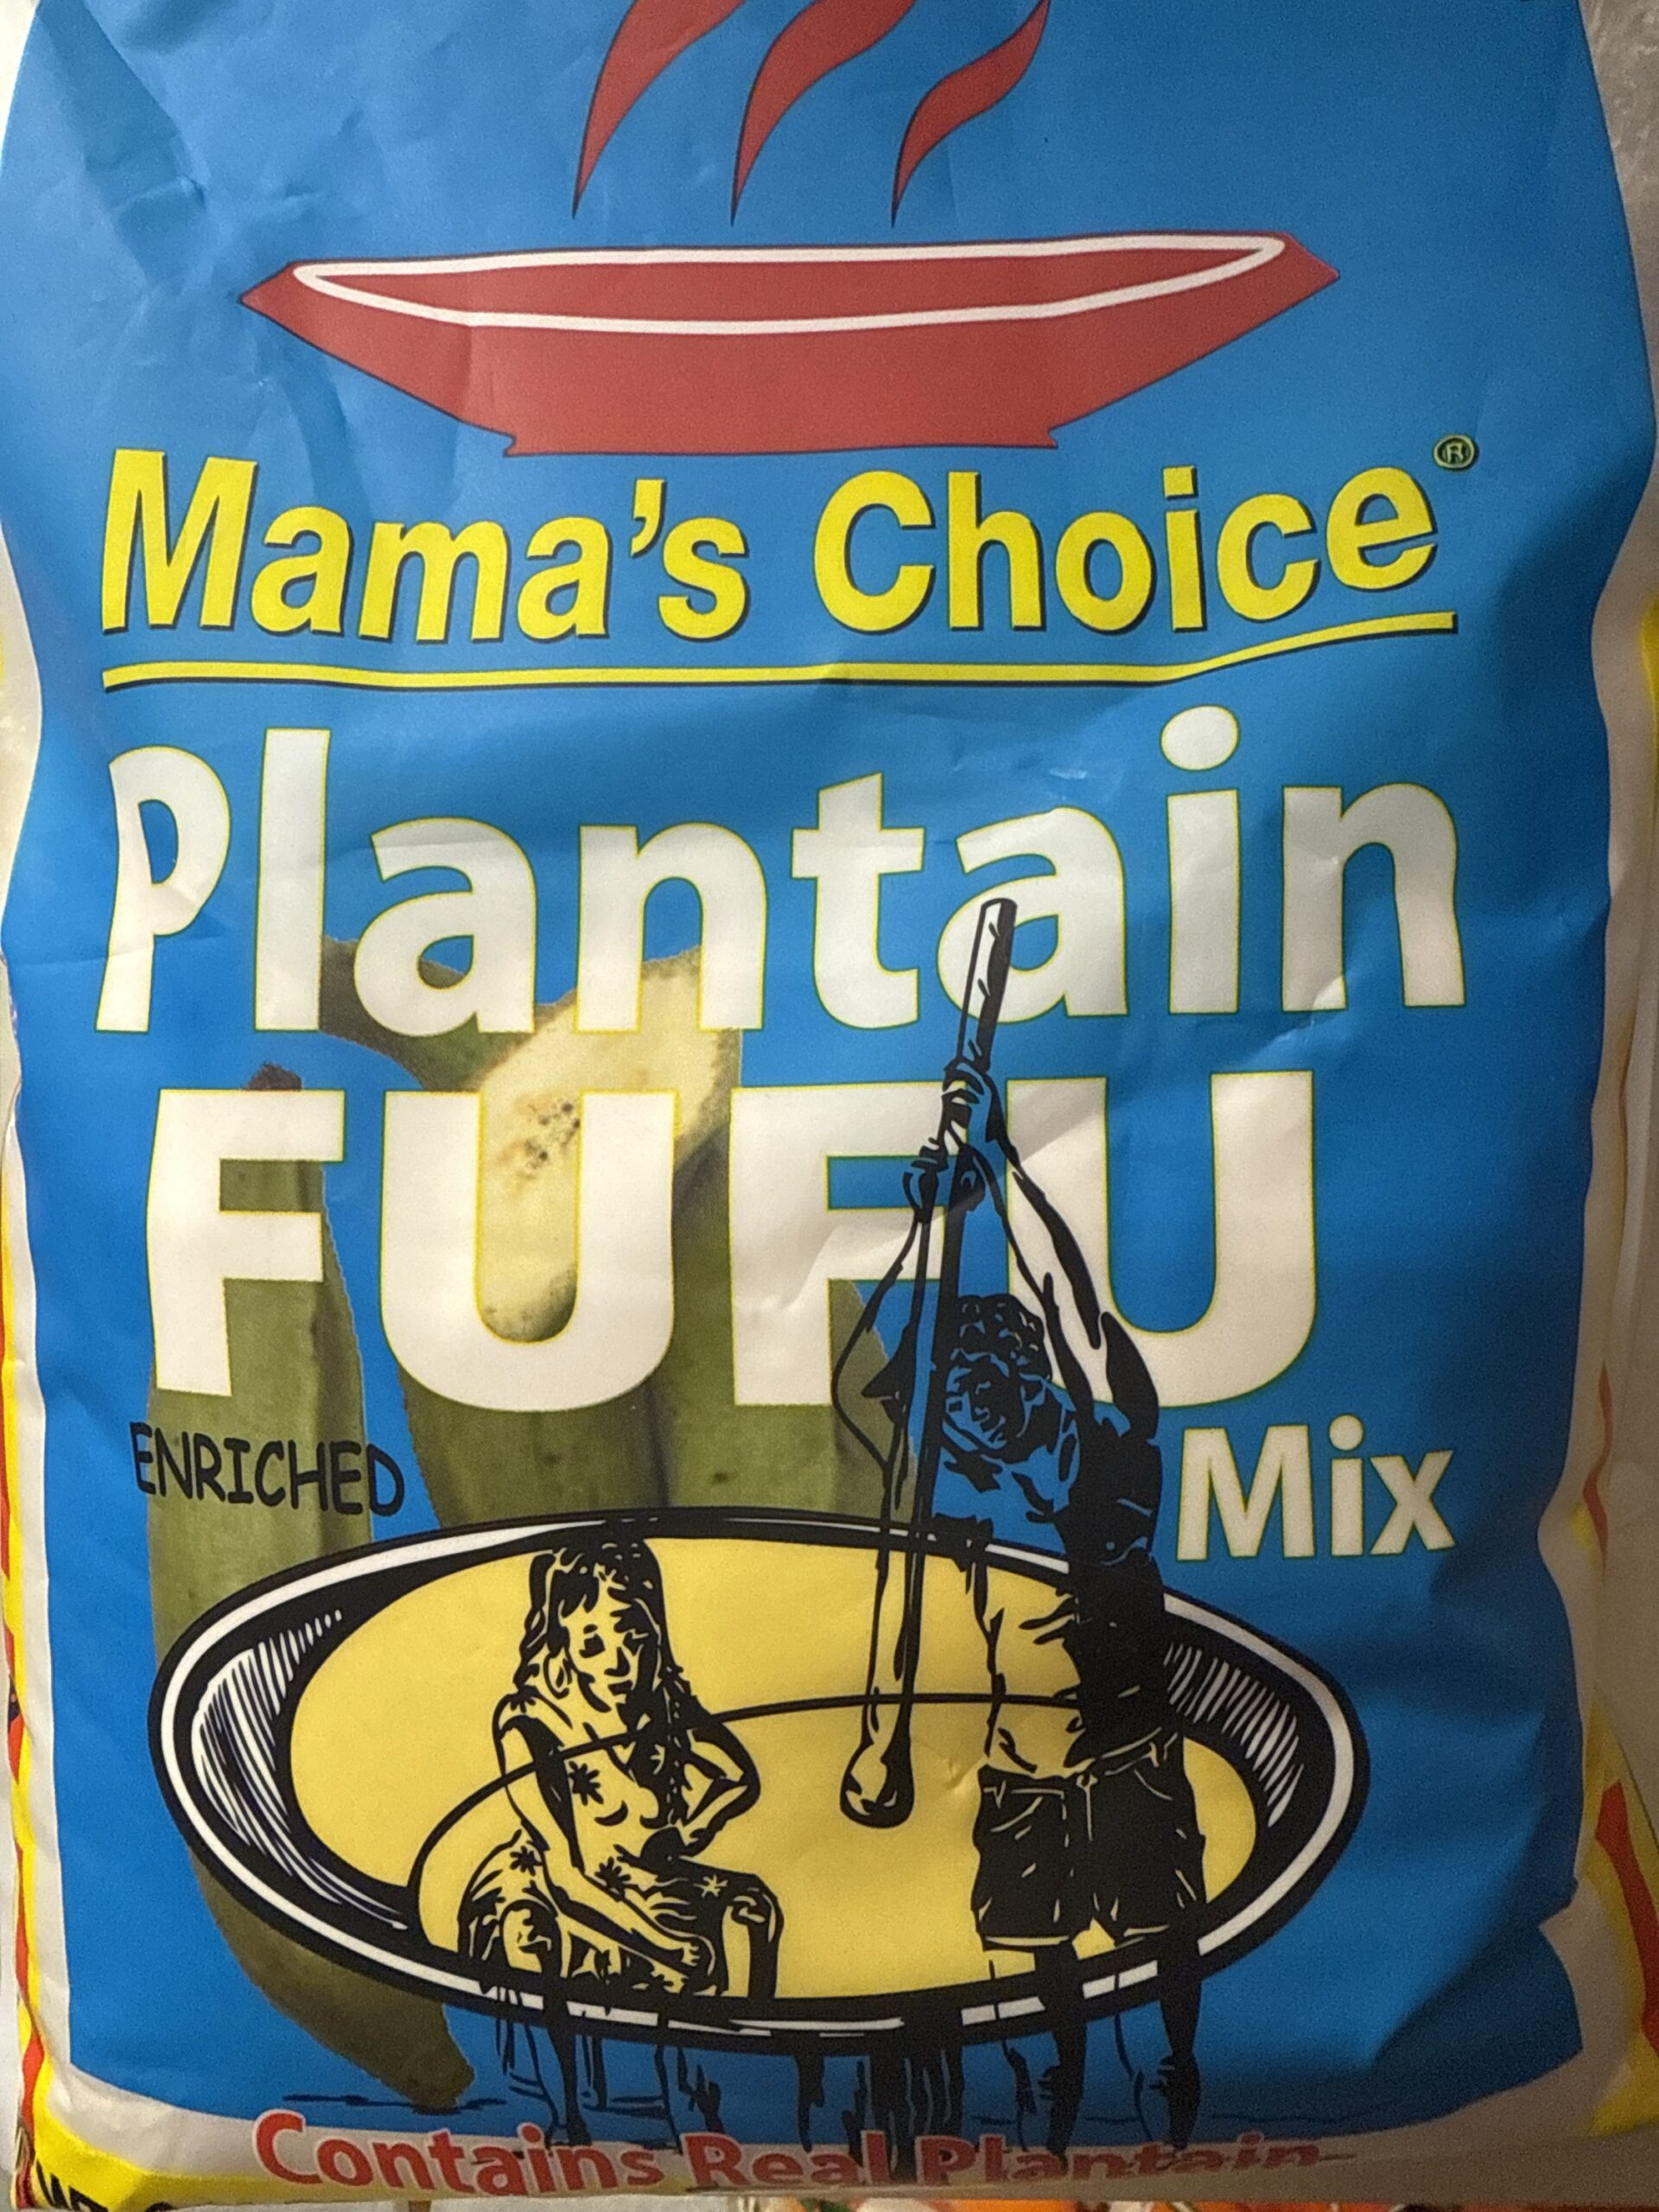 Mama's Choice®
Plantain
FUFU
ENRICHED
Mix
Contains Real Plantain